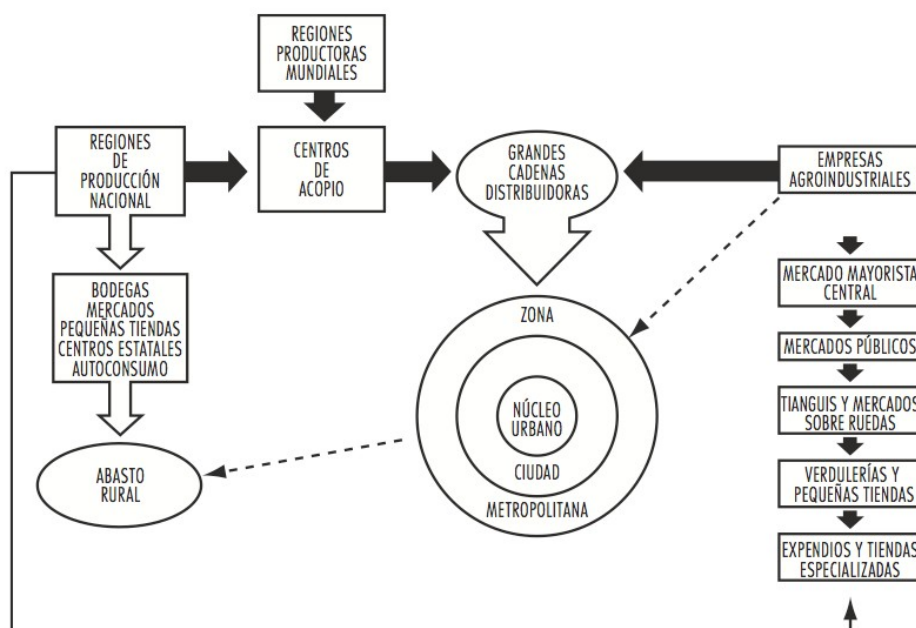 REGIONES
PRODUCTORAS
MUNDIALES
REGIONES
DE
PRODUCCIÓN
NACIONAL
CENTROS
DE
ACOPIO
GRANDES
CADENAS
DISTRIBUIDORAS
EMPRESAS
AGROINDUSTRIALES
BODEGAS
MERCADOS
PEQUEÑAS TIENDAS
CENTROS ESTATALES
AUTOCONSUMO
ABASTO
RURAL
ZONA
NÚCLEO
URBANO
CIUDAD
METROPOLITANA
MERCADO MAYORISTA
CENTRAL
MERCADOS PÚBLICOS
TIANGUIS Y MERCADOS
SOBRE RUEDAS
VERDULERÍAS Y
PEQUEÑAS TIENDAS
EXPENDIOS Y TIENDAS
ESPECIALIZADAS